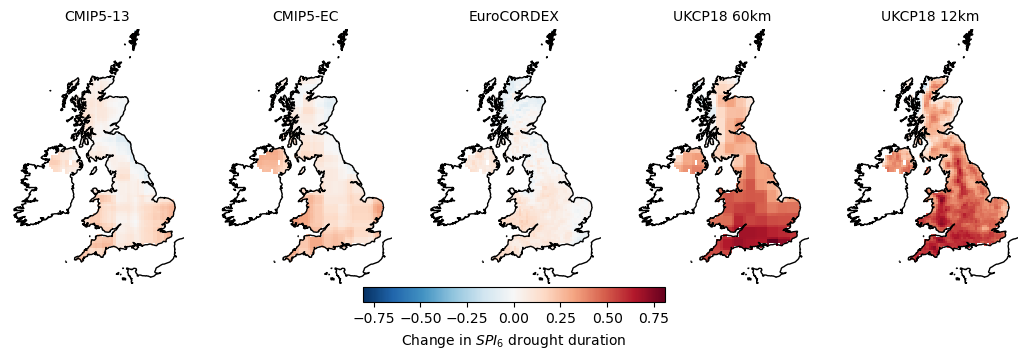 CMIP5-13 CMIP5-EC EuroCORDEX UKCP18 60km UKCP18 12km
−0.75 −0.50 −0.25 0.00 0.25 0.50 0.75
Change in SPI₆ drought duration